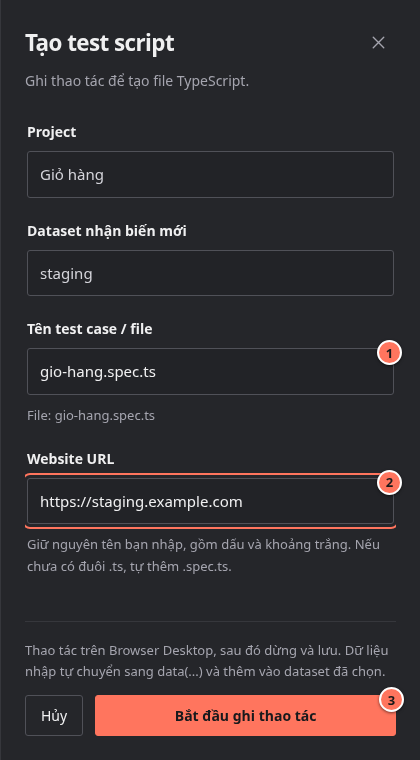 Tạo test script
Ghi thao tác để tạo file TypeScript.
Project
Giỏ hàng
Dataset nhận biến mới
staging
Tên test case / file
1
gio-hang.spec.ts
File: gio-hang.spec.ts
Website URL
2
https://staging.example.com
Giữ nguyên tên bạn nhập, gồm dấu và khoảng trắng. Nếu
chưa có đuôi .ts, tự thêm .spec.ts.
Thao tác trên Browser Desktop, sau đó dừng và lưu. Dữ liệu
nhập tự chuyển sang data(...) và thêm vào dataset đã chọn.
3
Hủy
Bắt đầu ghi thao tác